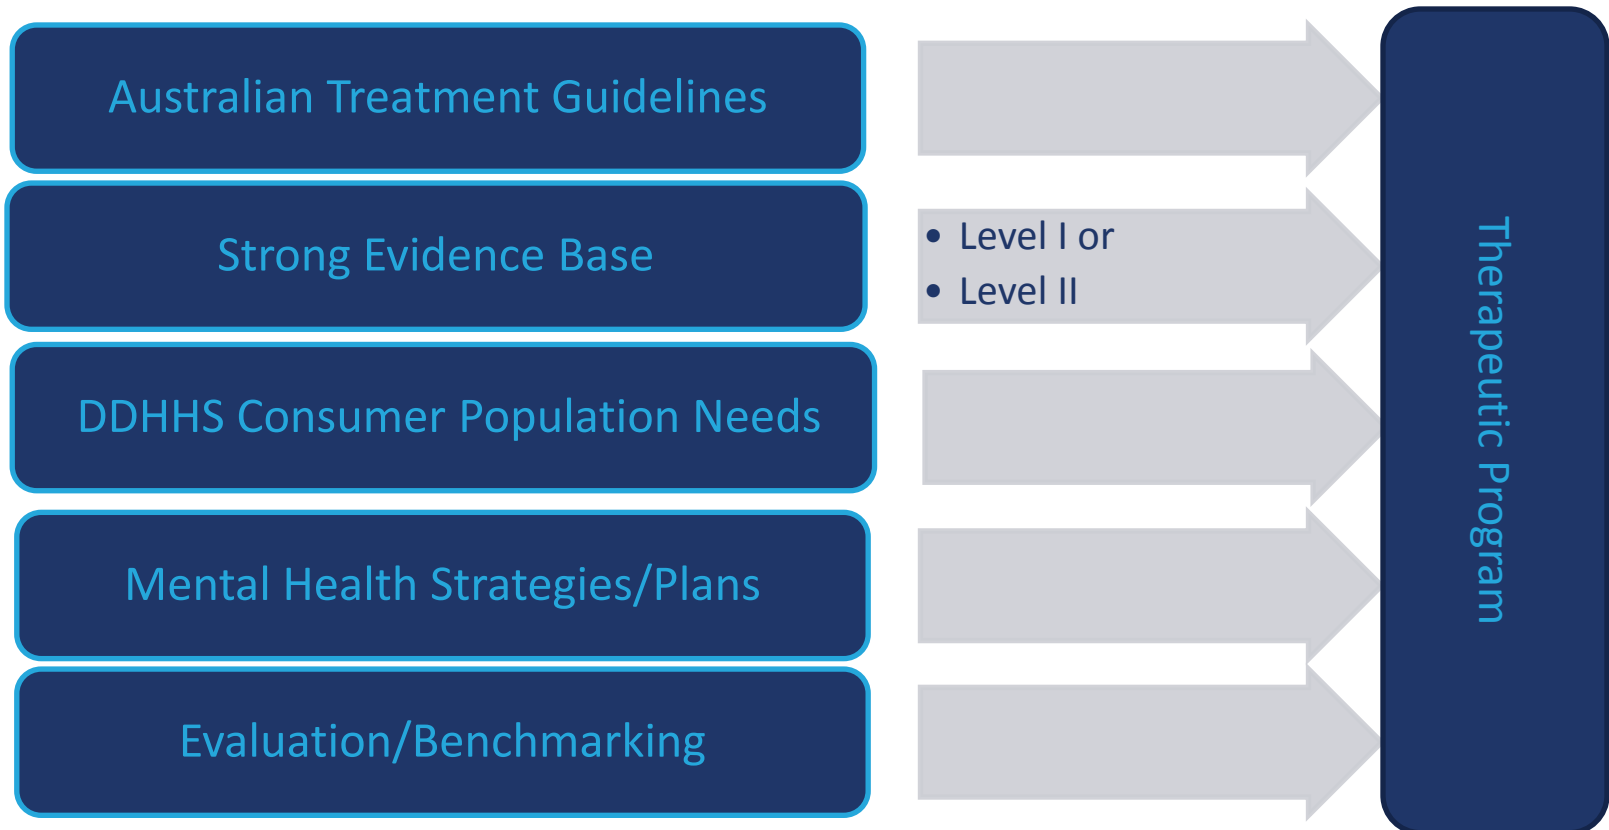 Australian Treatment Guidelines
Strong Evidence Base
• Level I or
• Level II
DDHHS Consumer Population Needs
Mental Health Strategies/Plans
Evaluation/Benchmarking
Therapeutic Program